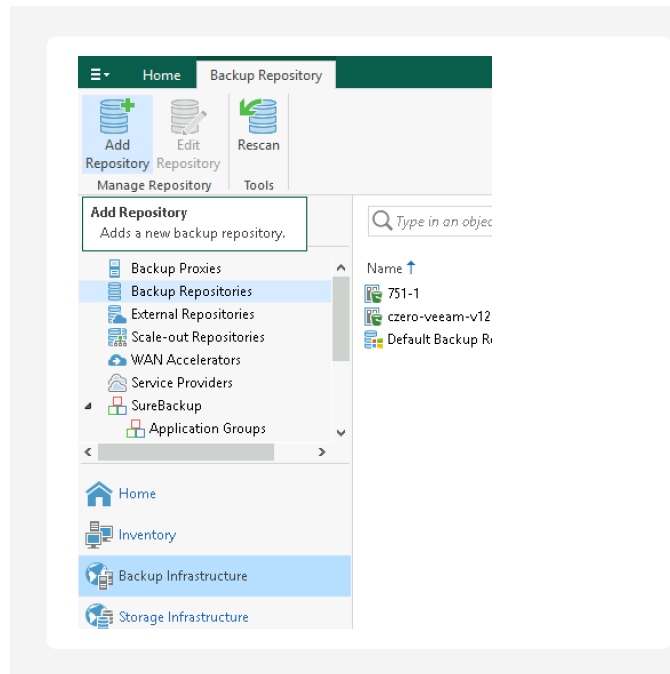 Home Backup Repository
Add Repository
Edit Repository
Rescan
Manage Repository
Tools
Add Repository
Adds a new backup repository.
Type in an objec
Name
751-1
czero-veeam-v12
Default Backup R
Backup Proxies
Backup Repositories
External Repositories
Scale-out Repositories
WAN Accelerators
Service Providers
SureBackup
Application Groups
Home
Inventory
Backup Infrastructure
Storage Infrastructure